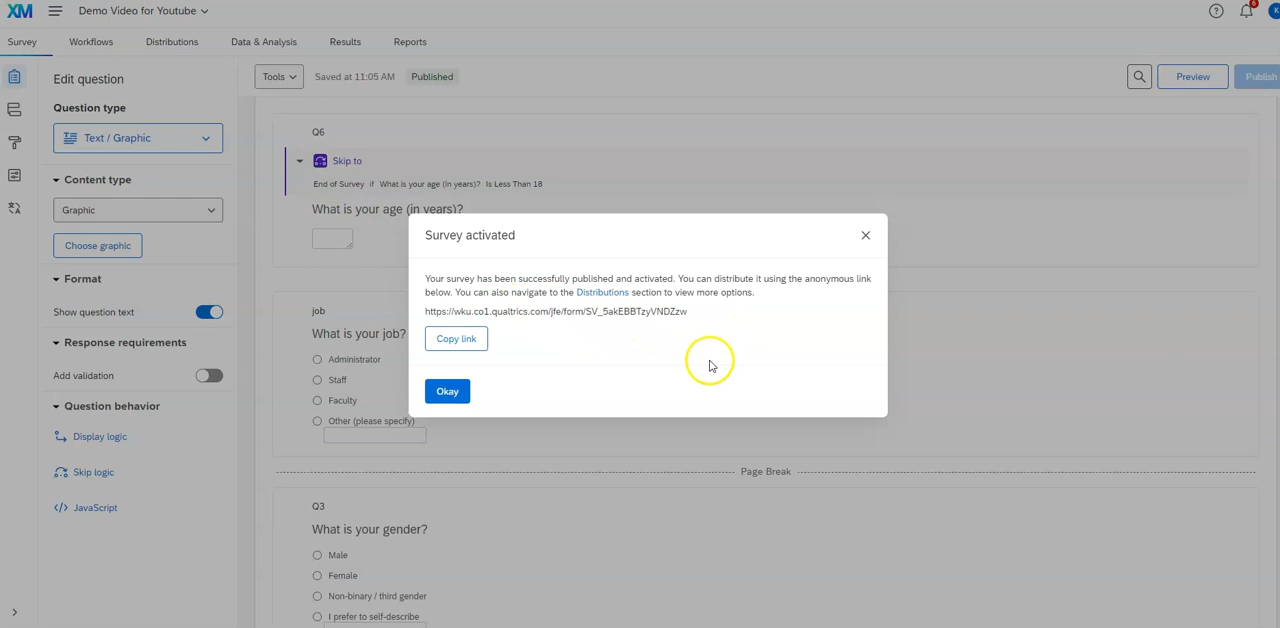 XM
Demo Video for Youtube
6
K
Survey
Workflows
Distributions
Data & Analysis
Results
Reports
Edit question
Question type
Text / Graphic
Content type
Graphic
Choose graphic
Format
Show question text
Response requirements
Add validation
Question behavior
Display logic
Skip logic
JavaScript
Tools
Saved at 11:05 AM
Published
Preview
Publish
Q6
Skip to
End of Survey if What is your age (in years)? Is Less Than 18
What is your age (in years)?
Survey activated
Your survey has been successfully published and activated. You can distribute it using the anonymous link
below. You can also navigate to the Distributions section to view more options.
https://wku.co1.qualtrics.com/jfe/form/SV_5akEBBTzyVNDZzw
Copy link
Okay
job
What is your job?
Administrator
Staff
Faculty
Other (please specify)
Page Break
Q3
What is your gender?
Male
Female
Non-binary / third gender
I prefer to self-describe